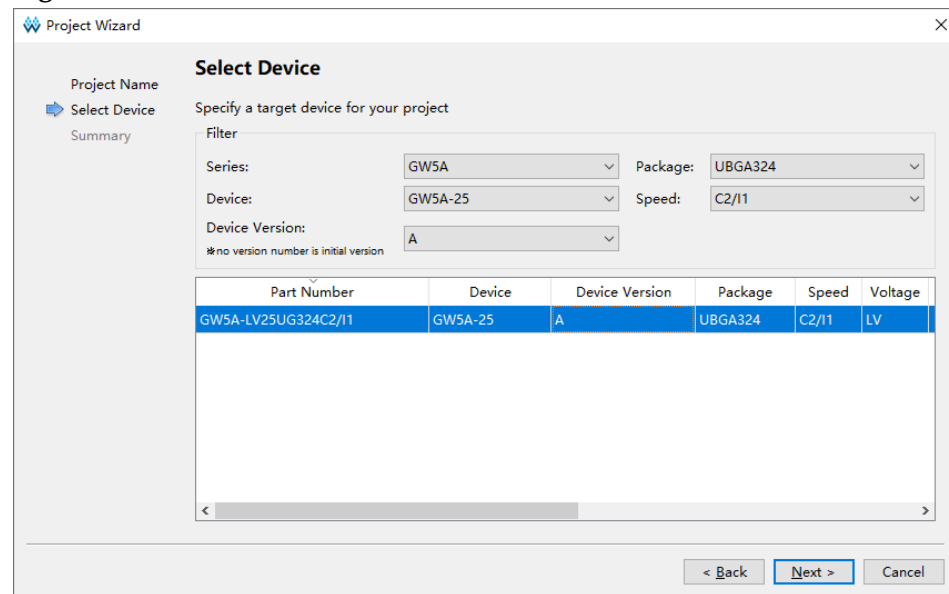 Project Wizard
Project Name
Select Device
Summary
Select Device
Specify a target device for your project
Filter
Series: GW5A Package: UBGA324
Device: GW5A-25 Speed: C2/I1
Device Version: A
*no version number is initial version
Part Number Device Device Version Package Speed Voltage
GW5A-LV25UG324C2/I1 GW5A-25 A UBGA324 C2/I1 LV
< Back Next > Cancel